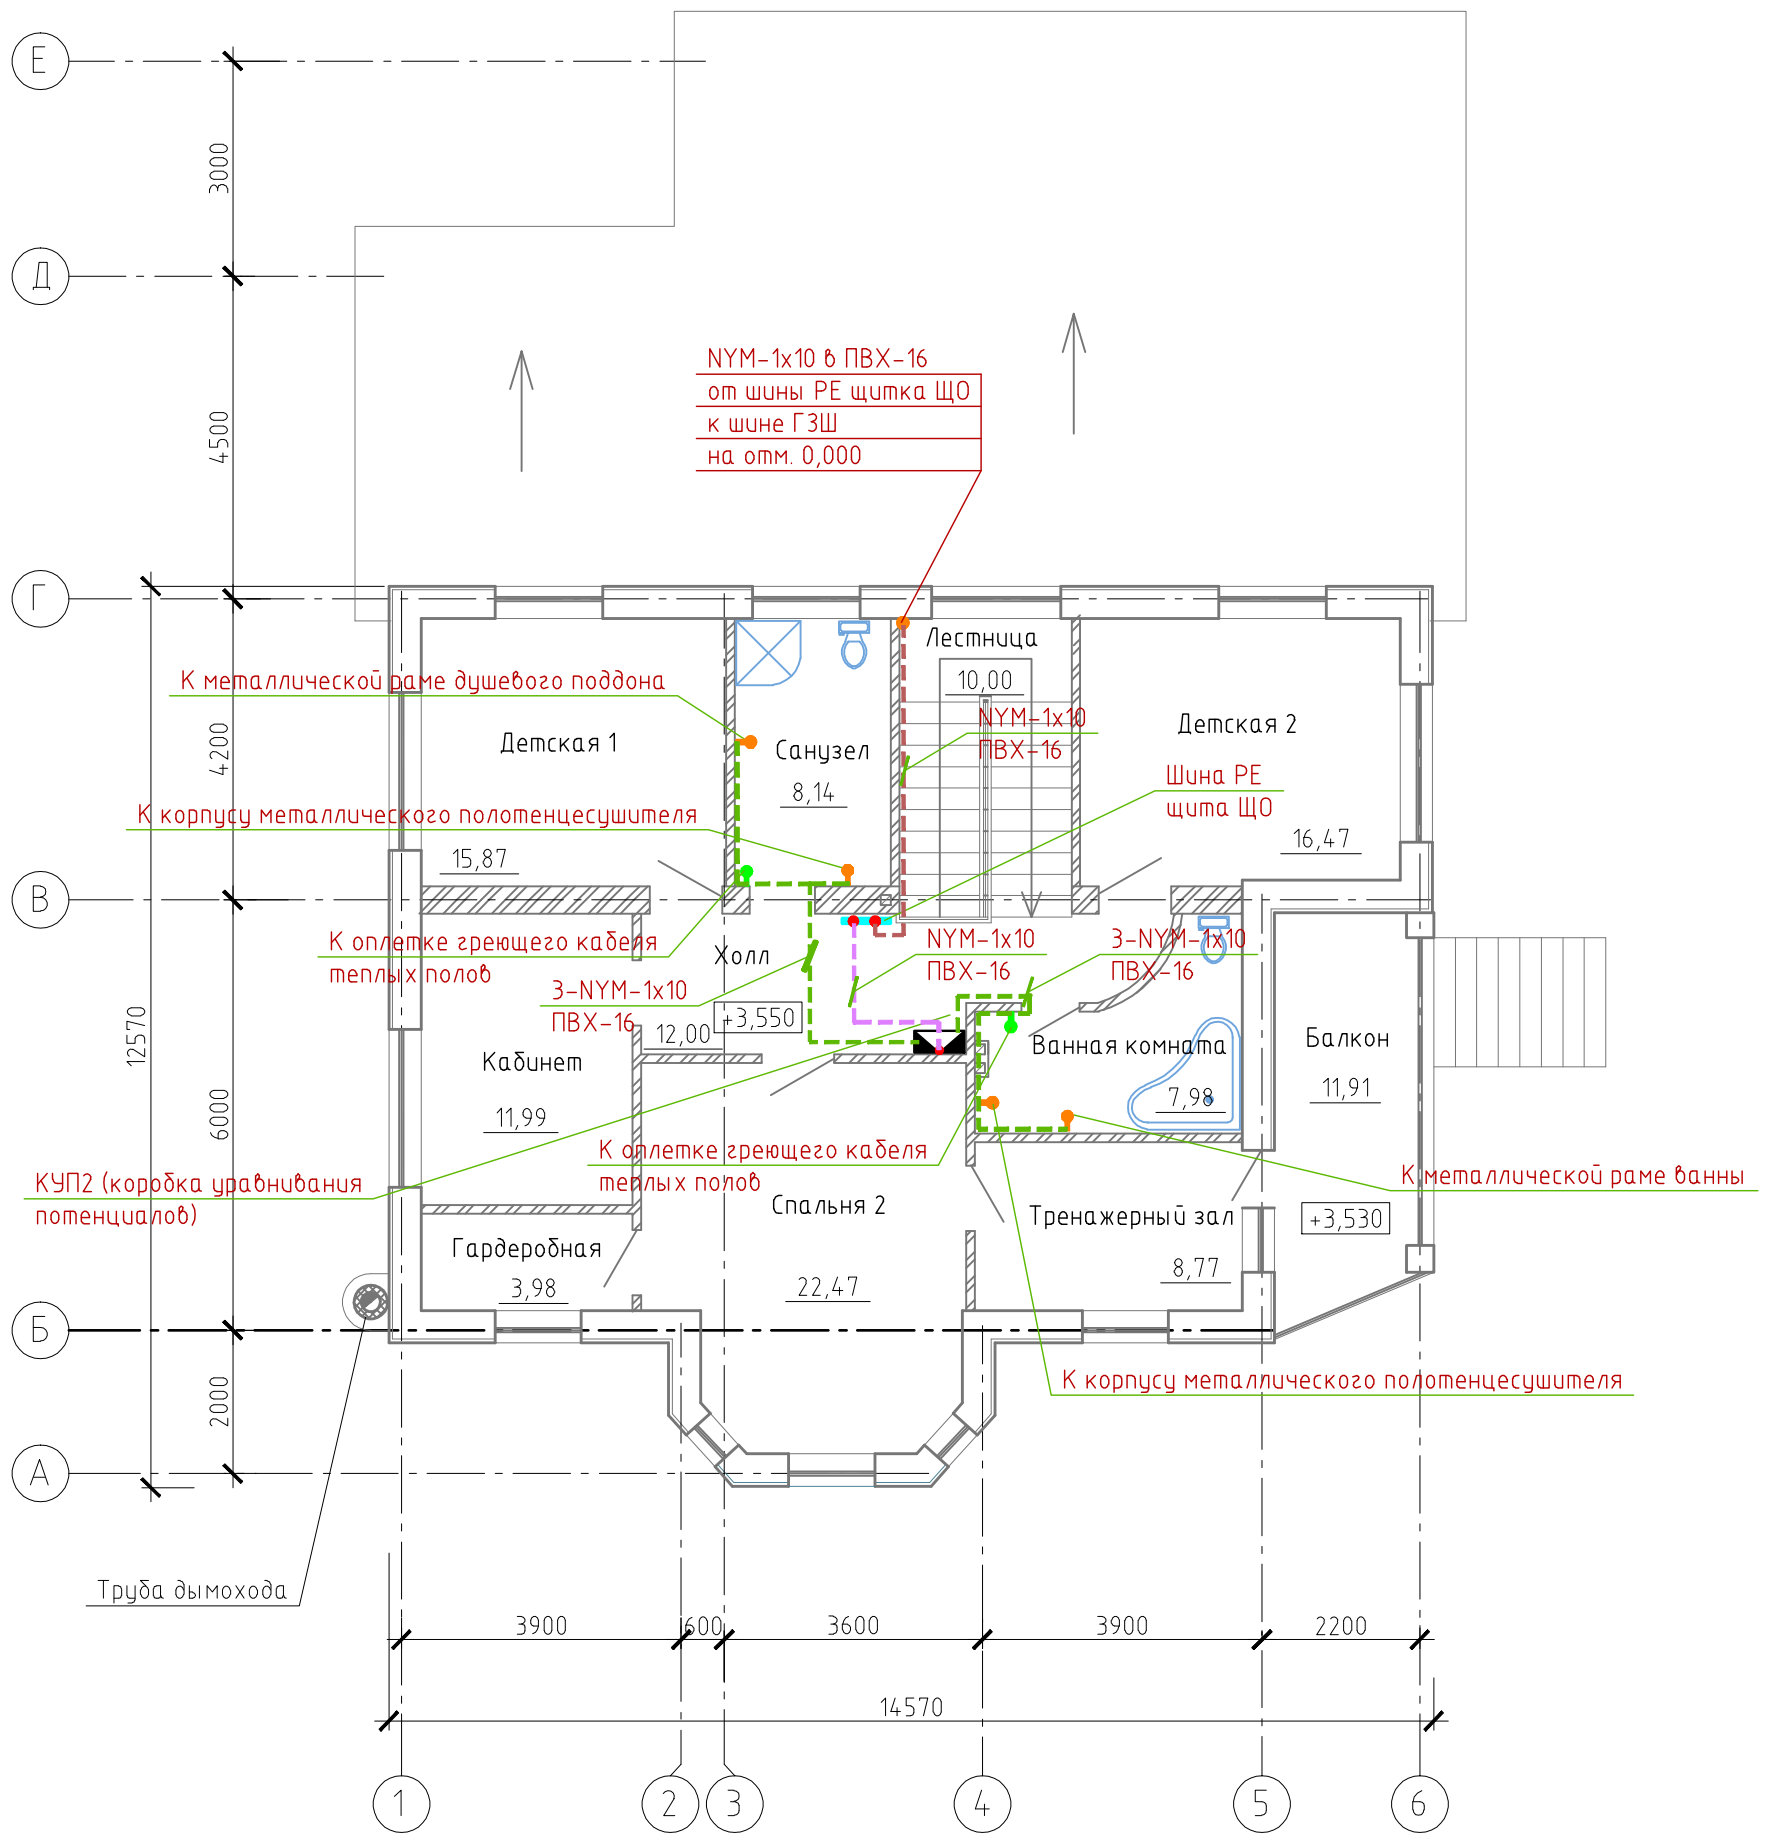 Е
3000
Д
4500
NYM-1x10 в ПВХ-16
от шины РЕ щитка ЩО
к шине ГЗШ
на отм. 0,000
Г
Лестница
10,00
К металлической раме душевого поддона
NYM-1x10
ПВХ-16
Детская 2
Детская 1
Санузел
4200
8,14
Шина РЕ
щита ЩО
К корпусу металлического полотенцесушителя
16,47
15,87
В
К оплетке греющего кабеля
теплых полов
Холл
NYM-1x10
ПВХ-16
3-NYM-1x10
ПВХ-16
3-NYM-1x10
ПВХ-16
+3,550
12,00
12570
Кабинет
Ванная комната
Балкон
11,99
7,98
11,91
6000
К оплетке греющего кабеля
теплых полов
КУП2 (коробка уравнивания
потенциалов)
К металлической раме ванны
Спальня 2
Тренажерный зал
+3,530
Гардеробная
3,98
22,47
8,77
Б
К корпусу металлического полотенцесушителя
2000
А
Труба дымохода
3900
600
3600
3900
2200
14570
1
2
3
4
5
6